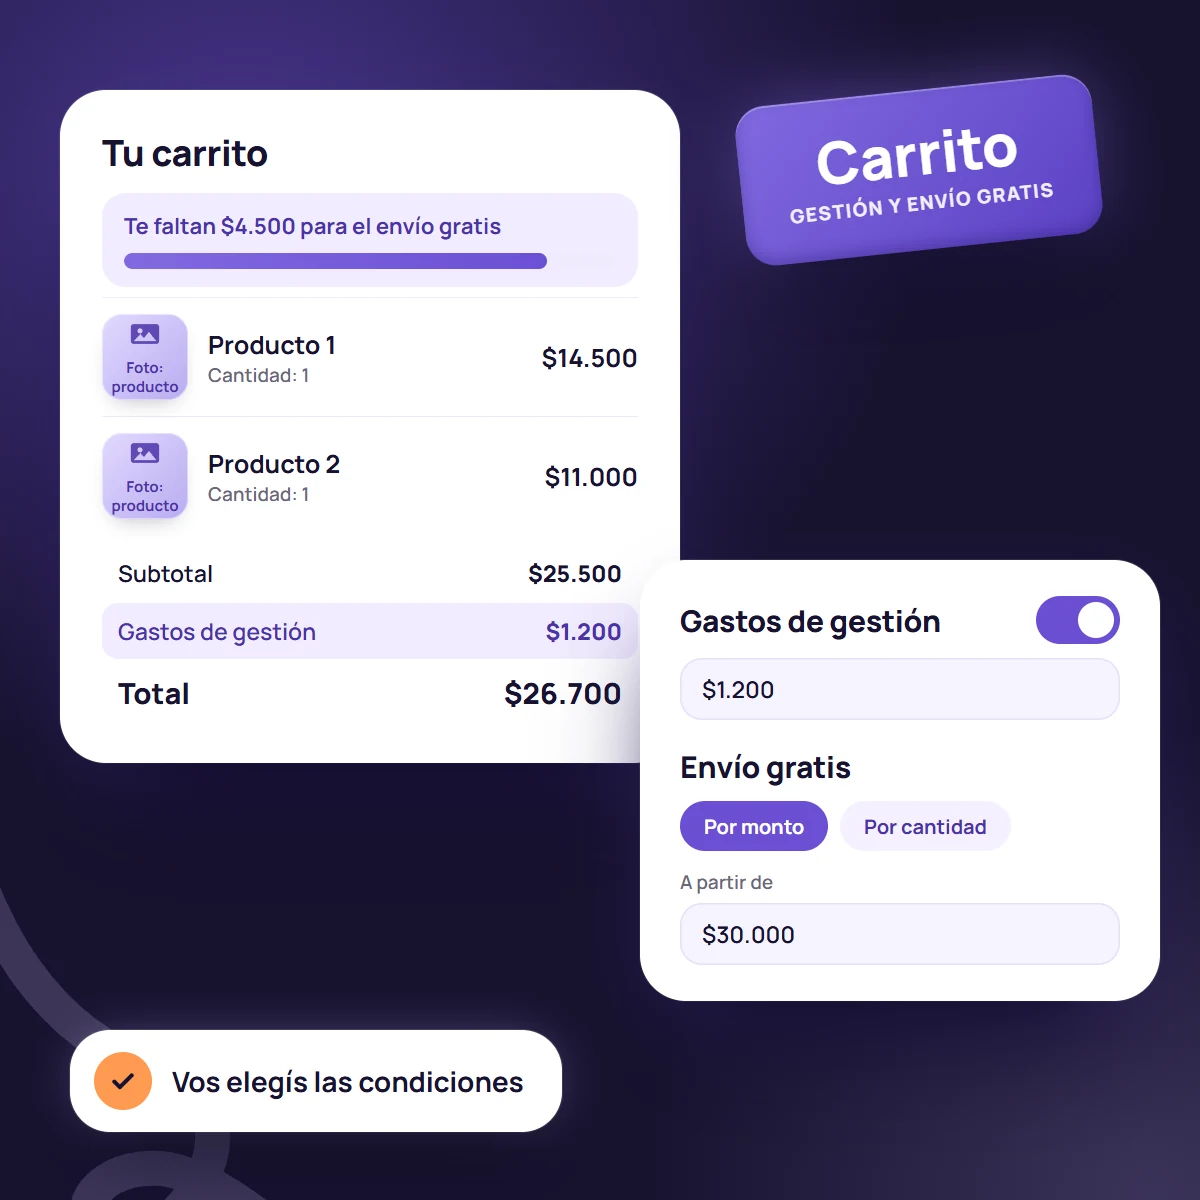 Tu carrito
Te faltan $4.500 para el envío gratis
Foto:
producto
Producto 1
Cantidad: 1
$14.500
Foto:
producto
Producto 2
Cantidad: 1
$11.000
Subtotal
$25.500
Gastos de gestión
$1.200
Total
$26.700
Carrito
GESTIÓN Y ENVÍO GRATIS
Gastos de gestión
$1.200
Envío gratis
Por monto
Por cantidad
A partir de
$30.000
Vos elegís las condiciones